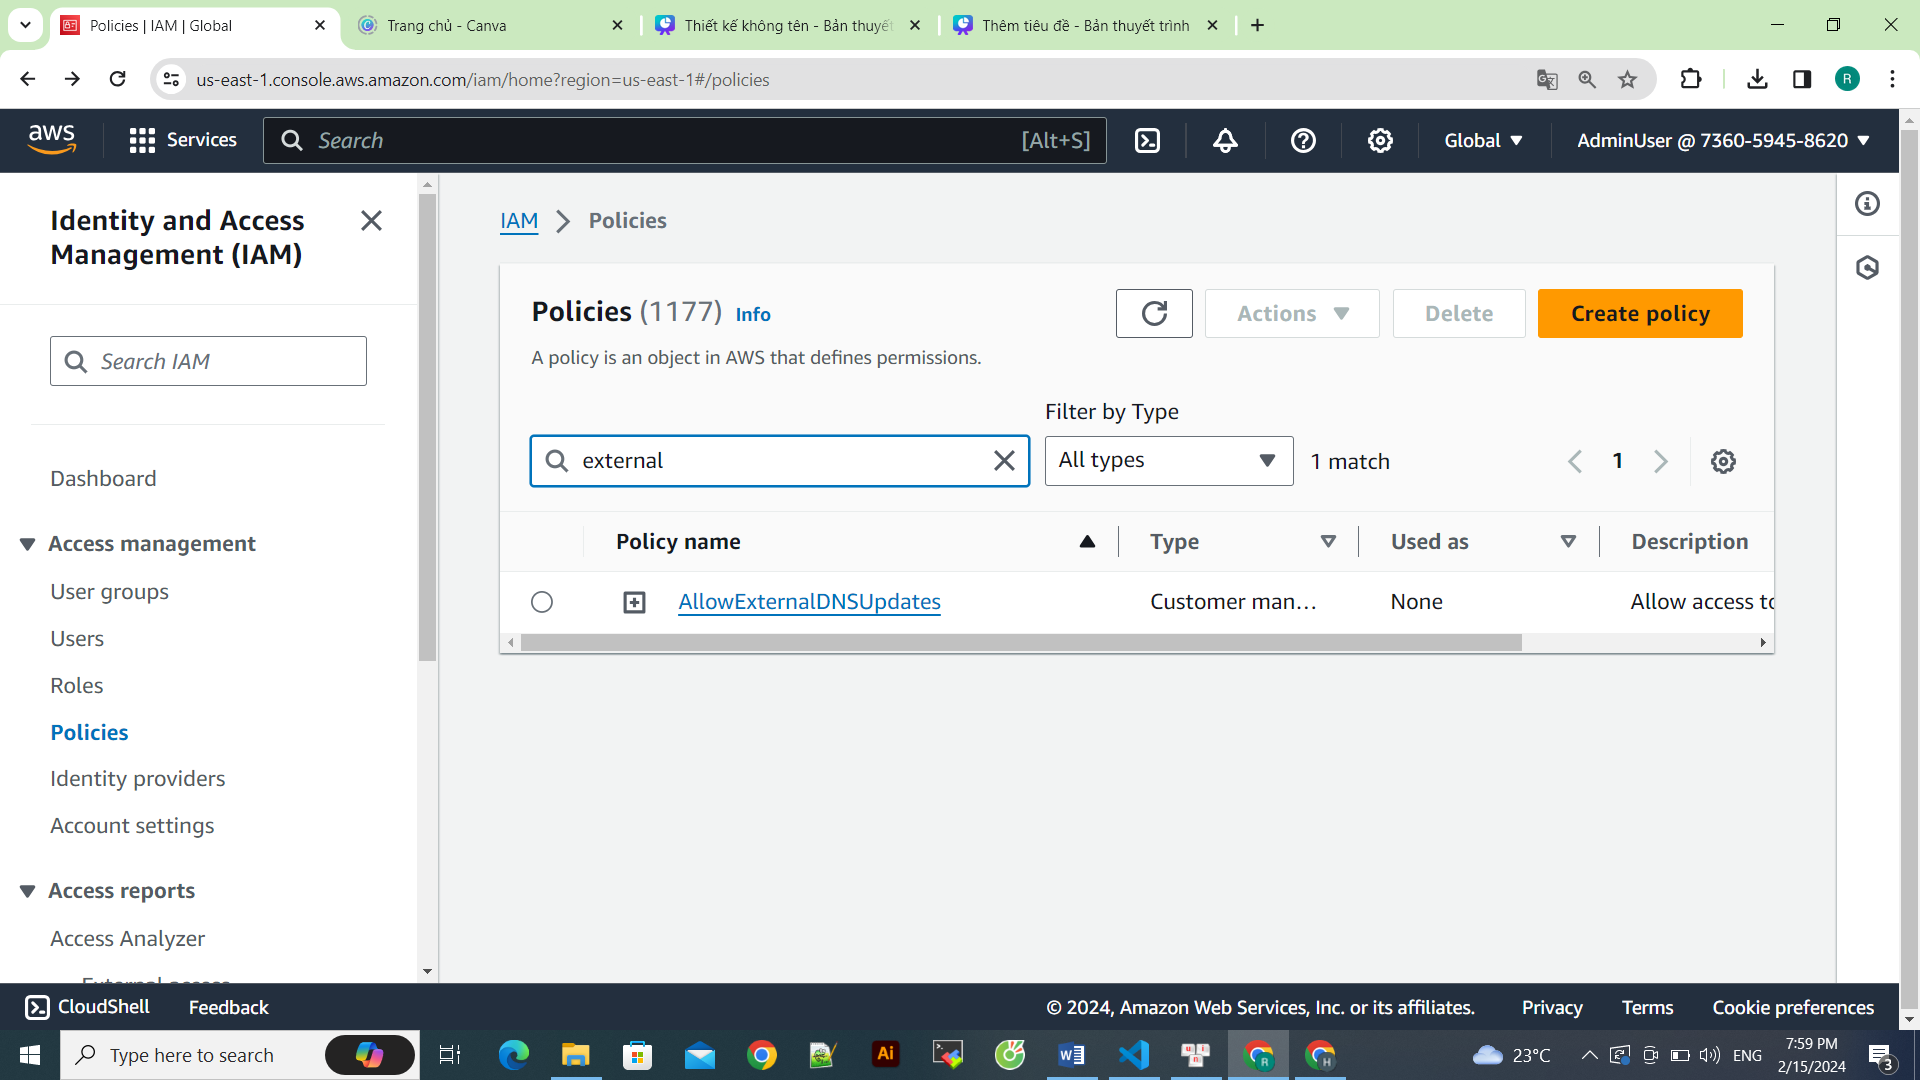 Policies | IAM | Global
Trang chủ - Canva
Thiết kế không tên - Bản thuyết
Thêm tiêu đề - Bản thuyết trình
us-east-1.console.aws.amazon.com/iam/home?region=us-east-1#/policies
R
aws
Services
Search
[Alt+S]
Global
AdminUser @ 7360-5945-8620
Identity and Access
Management (IAM)
Search IAM
Dashboard
Access management
User groups
Users
Roles
Policies
Identity providers
Account settings
Access reports
Access Analyzer
External access
IAM
Policies
Policies (1177) Info
A policy is an object in AWS that defines permissions.
Actions
Delete
Create policy
Filter by Type
external
All types
1 match
1
Policy name
Type
Used as
Description
AllowExternalDNSUpdates
Customer man…
None
Allow access to
CloudShell
Feedback
© 2024, Amazon Web Services, Inc. or its affiliates.
Privacy
Terms
Cookie preferences
Type here to search
Ai
23°C
ENG
7:59 PM
2/15/2024
3